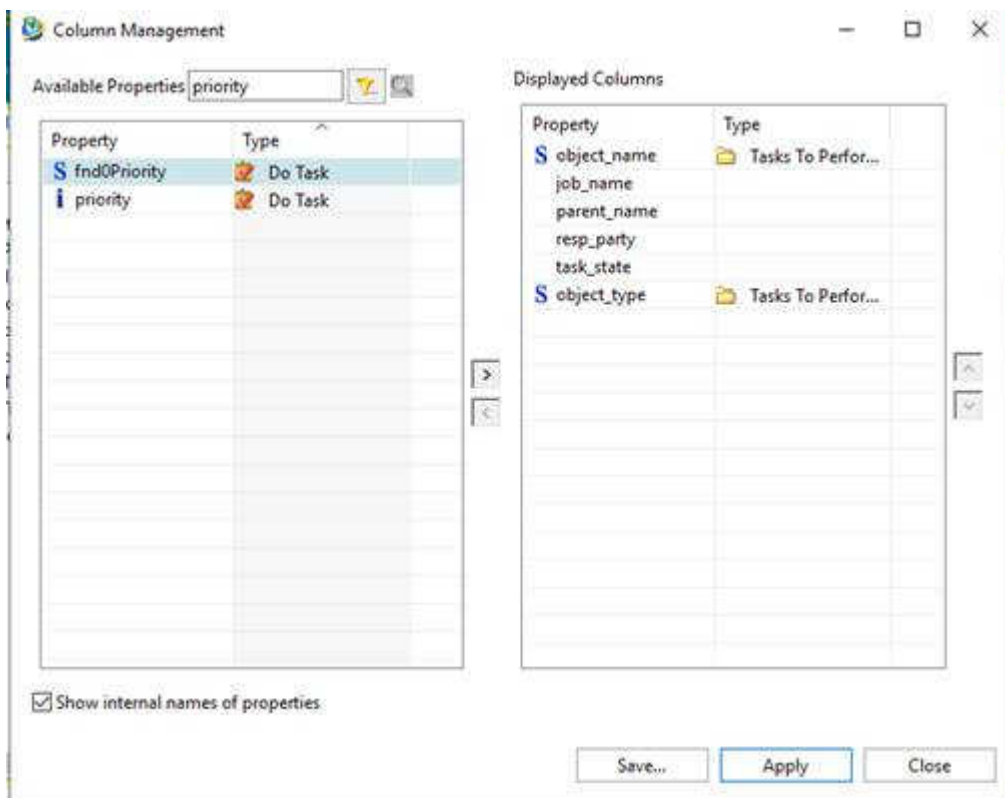 Column Management
Available Properties priority
Property Type
S fnd0Priority Do Task
i priority Do Task
Displayed Columns
Property Type
S object_name Tasks To Perfor...
job_name
parent_name
resp_party
task_state
S object_type Tasks To Perfor...
Show internal names of properties
Save... Apply Close